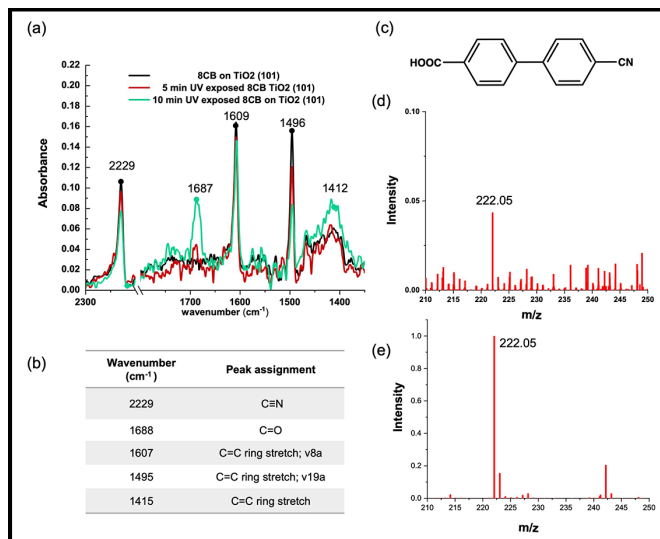 (a)
8CB on TiO2 (101)
5 min UV exposed 8CB TiO2 (101)
10 min UV exposed 8CB on TiO2 (101)
0.22
0.20
0.18
0.16
0.14
0.12
0.10
0.08
0.06
0.04
0.02
0.00
Absorbance
2229
1687
1609
1496
1412
2300 1700 1600 1500 1400
wavenumber (cm-1)
(b)
Wavenumber (cm-1) Peak assignment
2229 C≡N
1688 C=O
1607 C=C ring stretch; v8a
1495 C=C ring stretch; v19a
1415 C=C ring stretch
(c)
HOOC CN
(d)
0.10
0.05
0.00
Intensity
222.05
210 215 220 225 230 235 240 245 250
m/z
(e)
1.0
0.8
0.6
0.4
0.2
0.0
Intensity
222.05
210 215 220 225 230 235 240 245 250
m/z